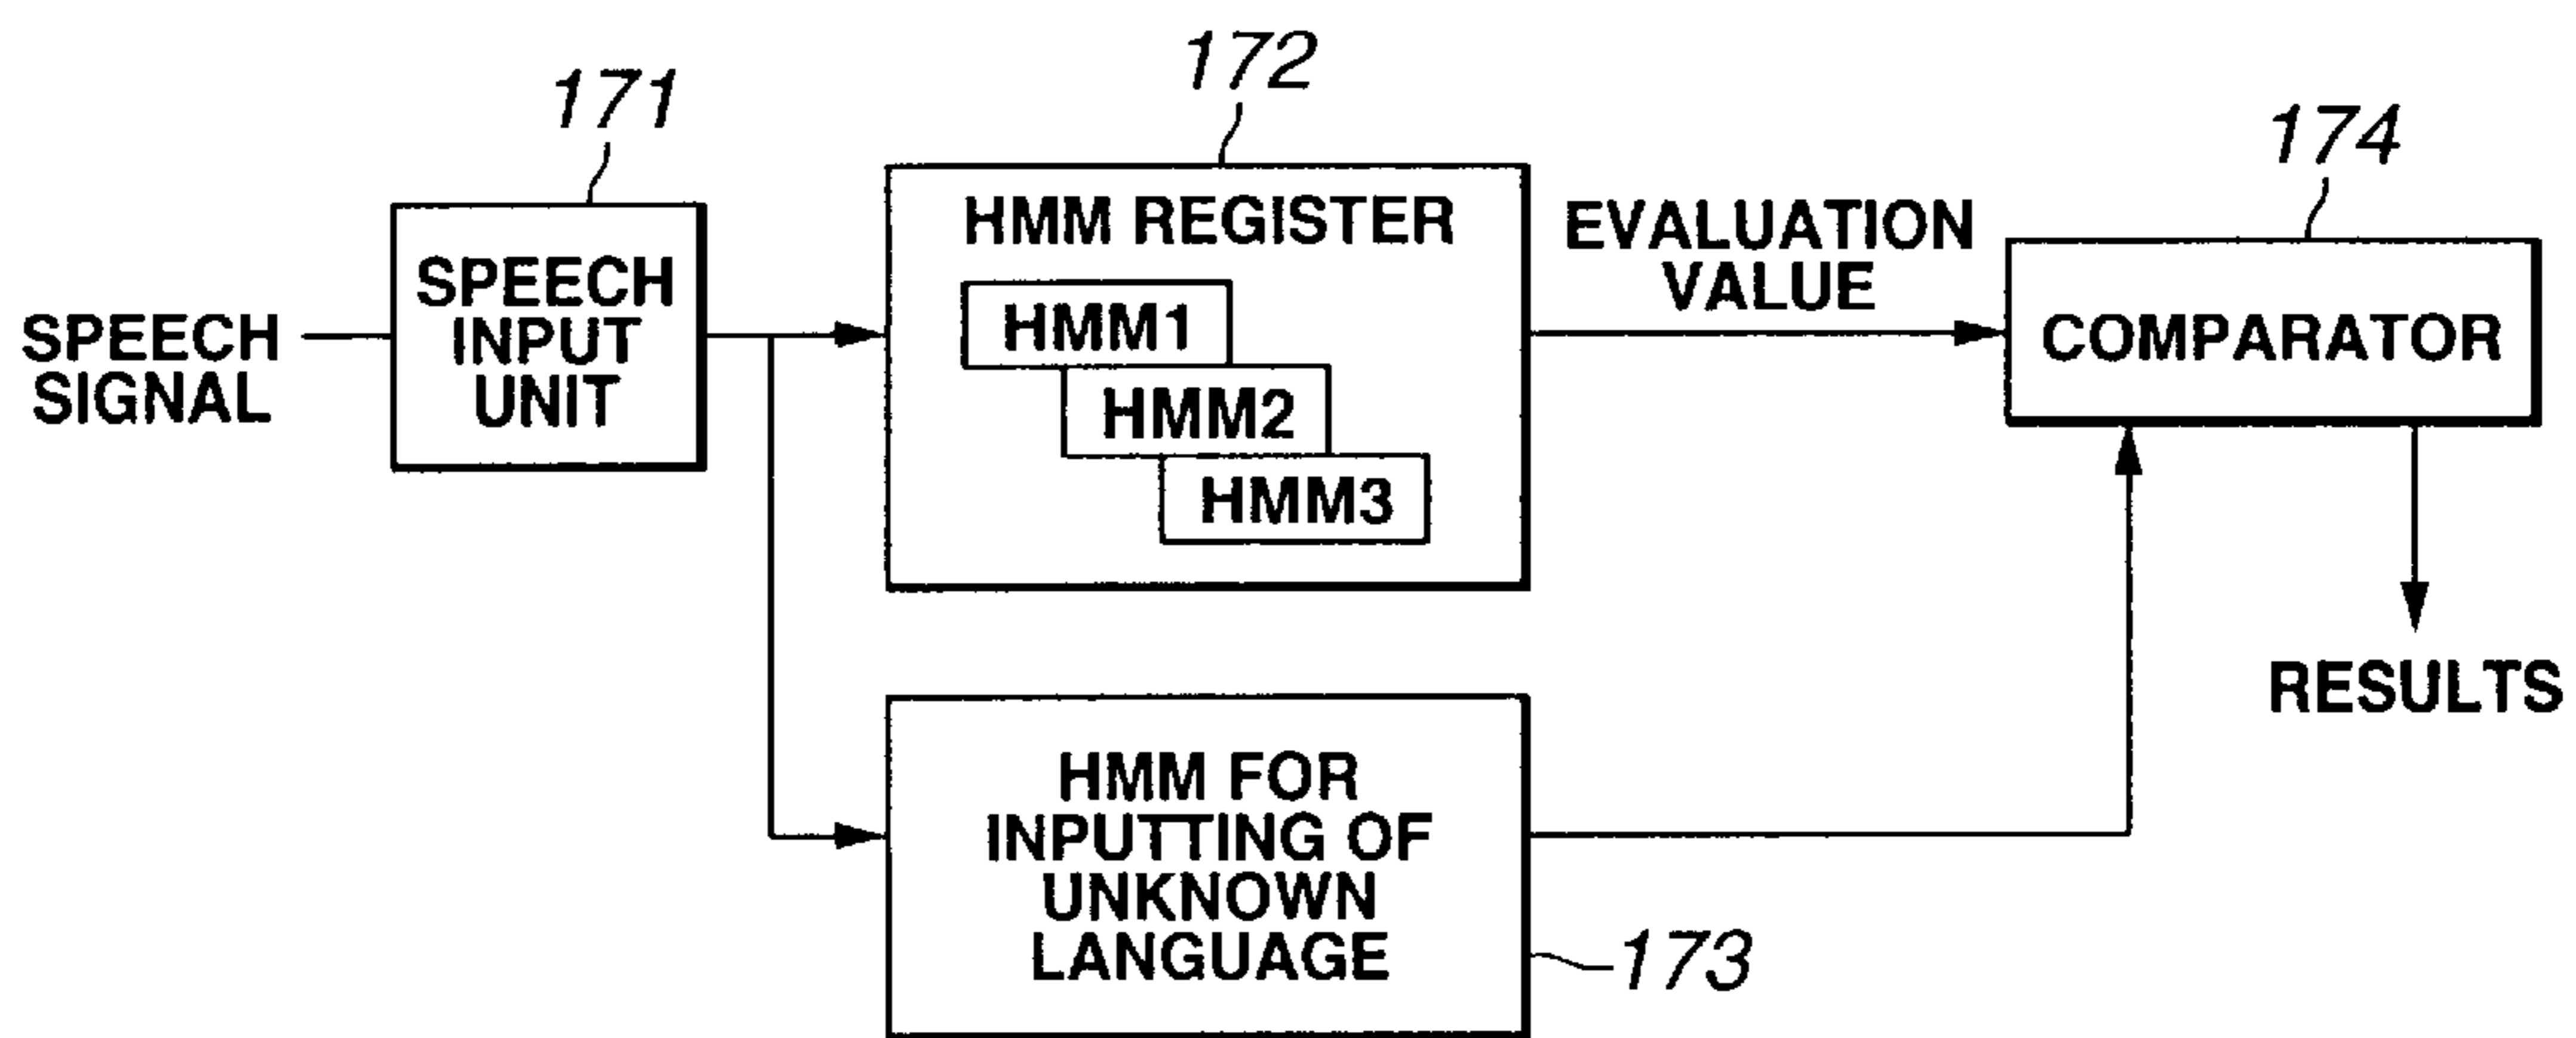 171
172
174
SPEECH
SIGNAL
SPEECH
INPUT
UNIT
HMM REGISTER
HMM1
HMM2
HMM3
EVALUATION
VALUE
COMPARATOR
RESULTS
HMM FOR
INPUTTING OF
UNKNOWN
LANGUAGE
173